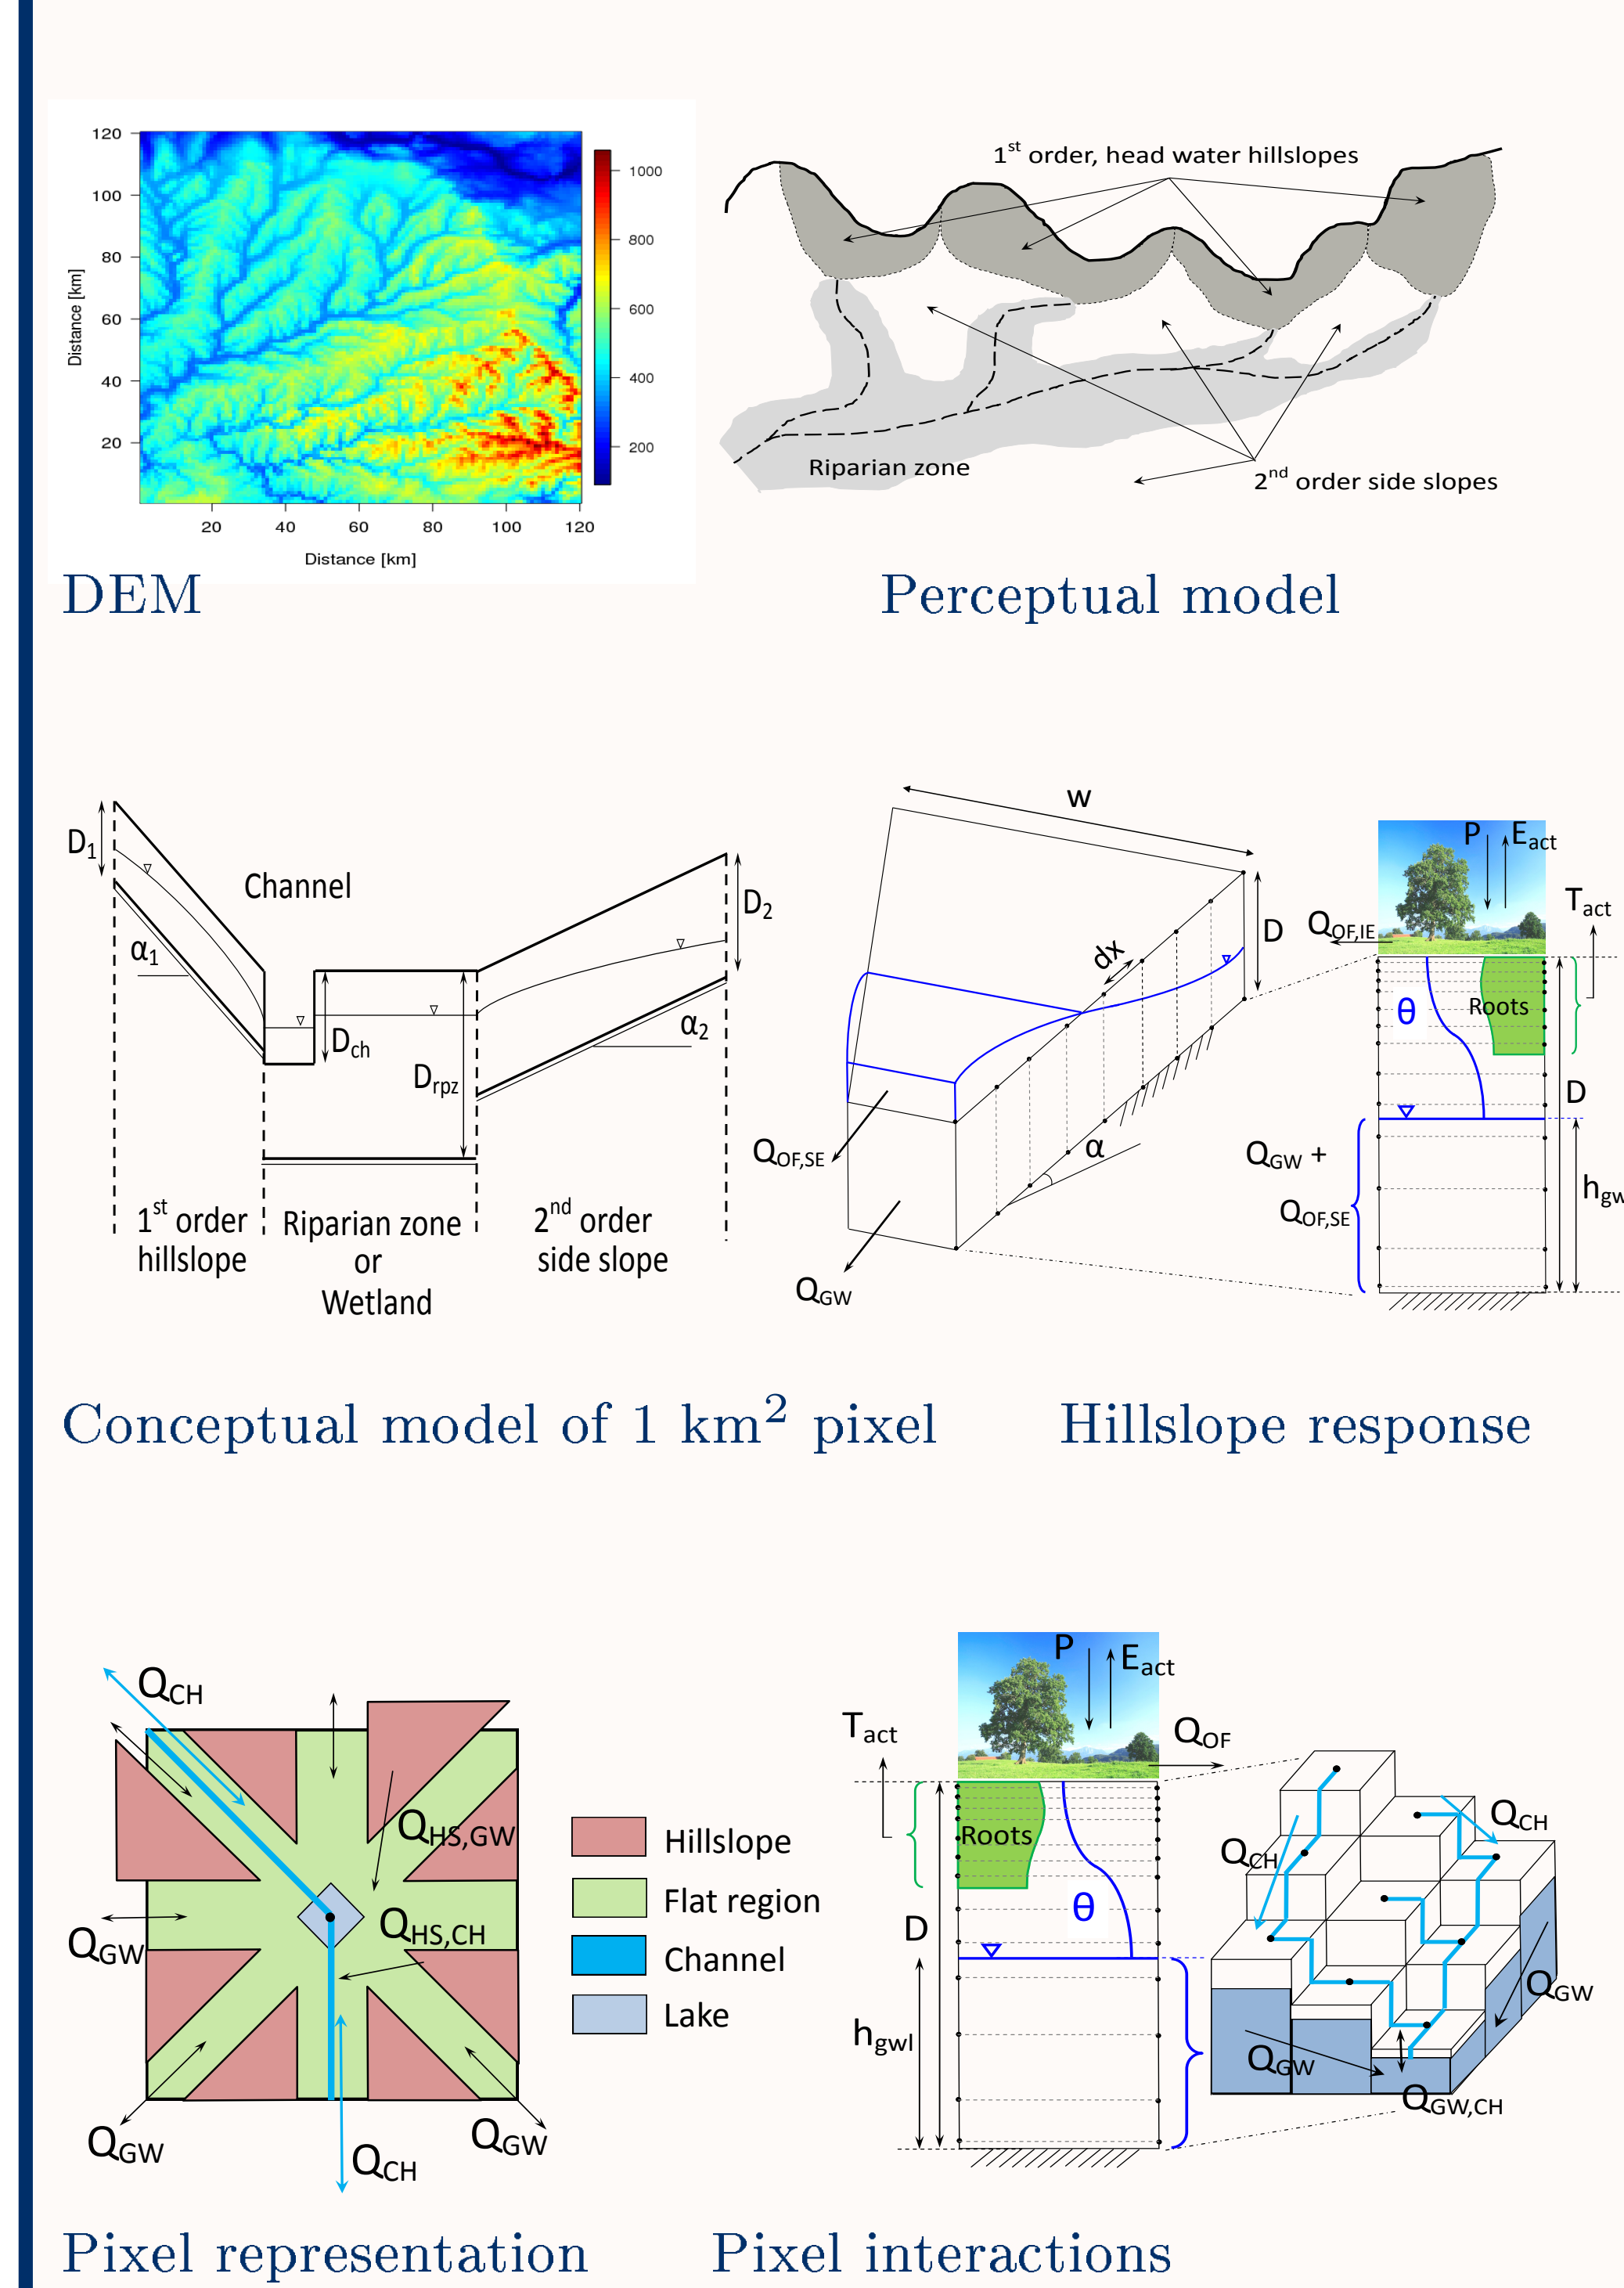 120
100
80
60
40
20
Distance [km]
20 40 60 80 100 120
Distance [km]
1000
800
600
400
200
DEM
1st order, head water hillslopes
Riparian zone
2nd order side slopes
Perceptual model
D1
α1
Channel
Dch
Drpz
D2
α2
1st order
hillslope
Riparian zone
or
Wetland
2nd order
side slope
Conceptual model of 1 km2 pixel
w
D
dx
α
QOF,SE
QGW
P Eact
QOF,IE
Tact
θ
Roots
D
QGW +
QOF,SE
hgw
Hillslope response
QCH
QHS,GW
QHS,CH
QGW
QGW
QGW
QCH
Hillslope
Flat region
Channel
Lake
Pixel representation
P Eact
Tact
QOF
Roots
θ
D
hgwl
QCH
QCH
QGW
QGW
QGW,CH
Pixel interactions